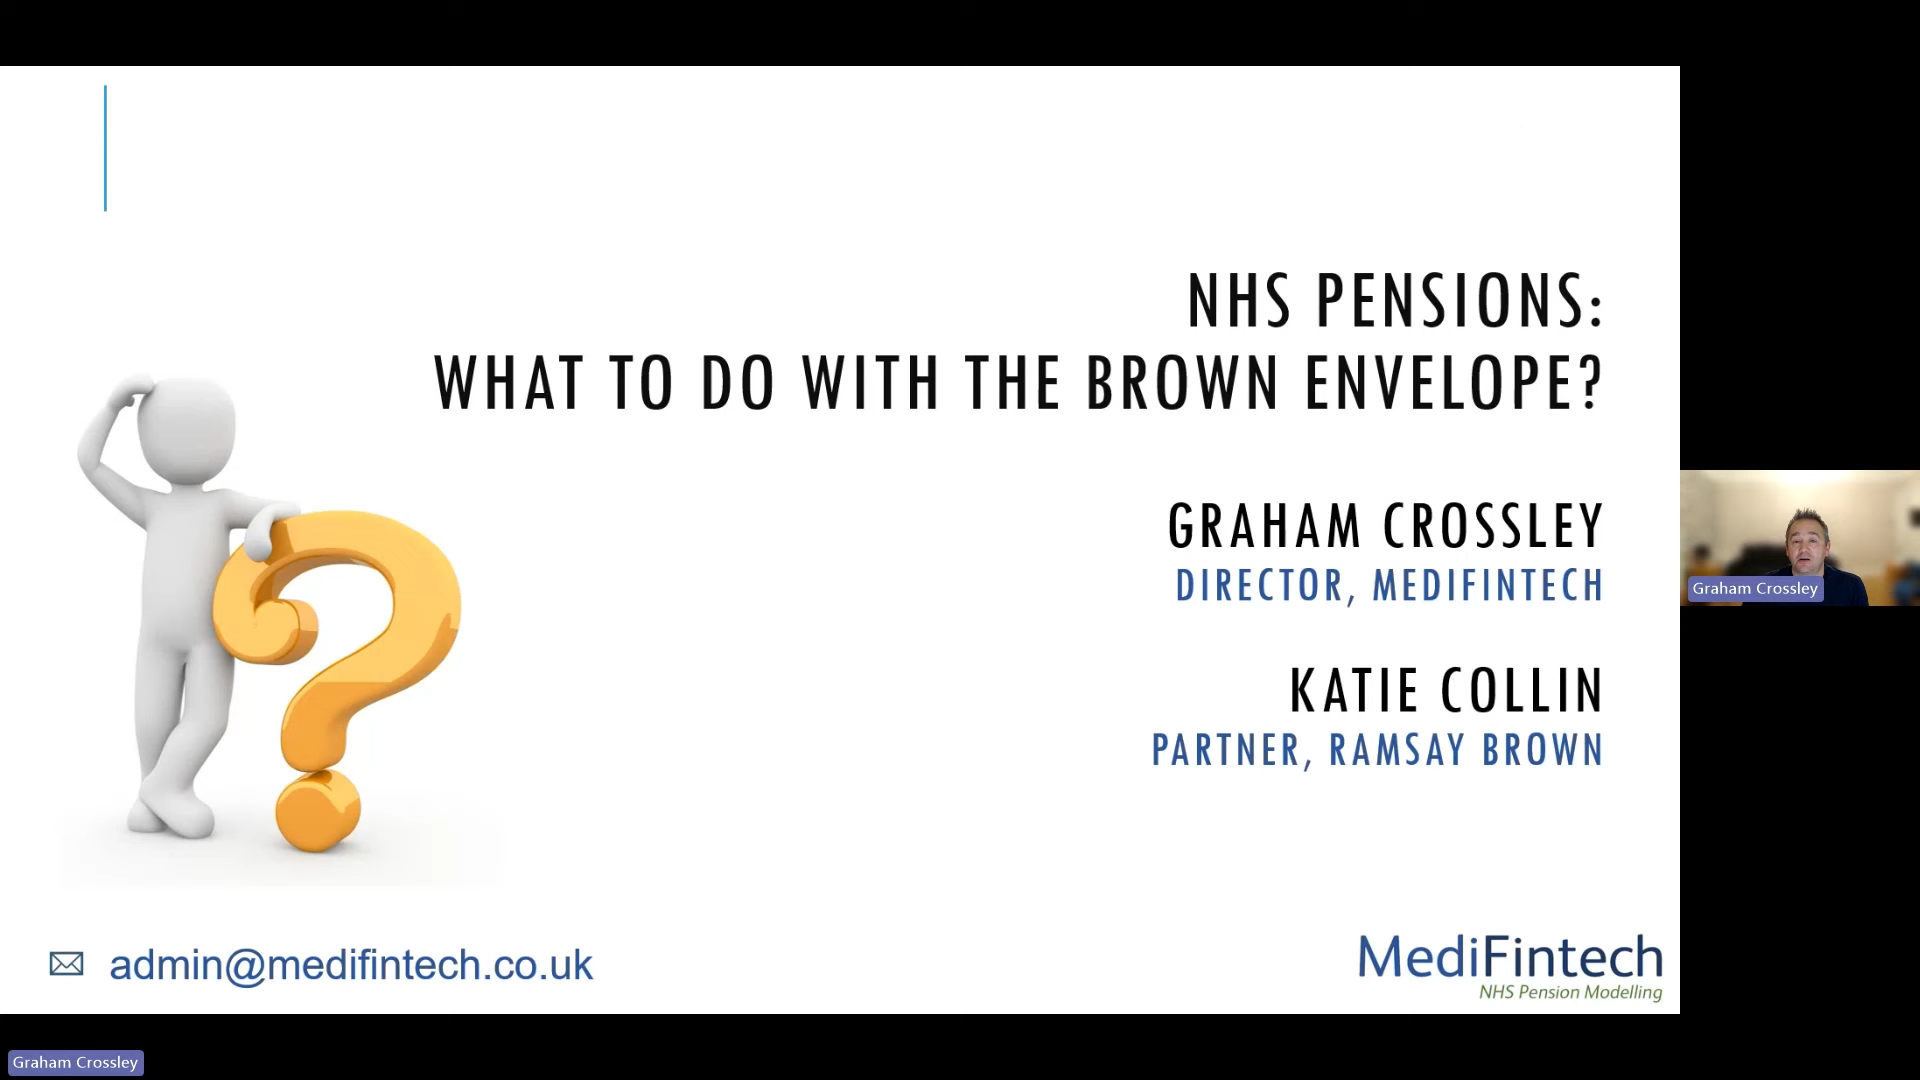 NHS PENSIONS:
WHAT TO DO WITH THE BROWN ENVELOPE?
GRAHAM CROSSLEY
DIRECTOR, MEDIFINTECH
KATIE COLLIN
PARTNER, RAMSAY BROWN
admin@medifintech.co.uk
MediFintech
NHS Pension Modelling
Graham Crossley
Graham Crossley